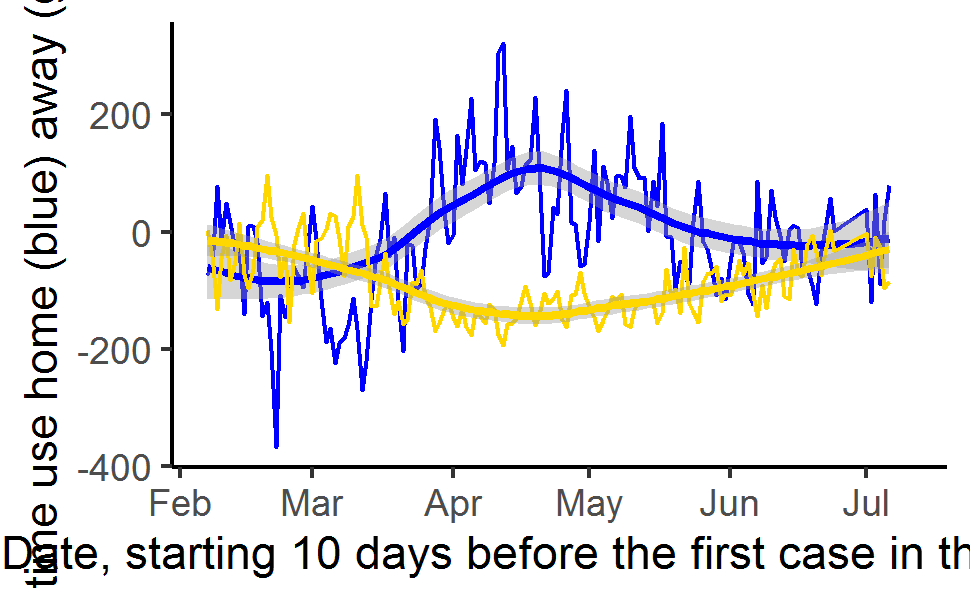 time use home (blue) away (
200
0
-200
-400
Feb Mar Apr May Jun Jul
Date, starting 10 days before the first case in th